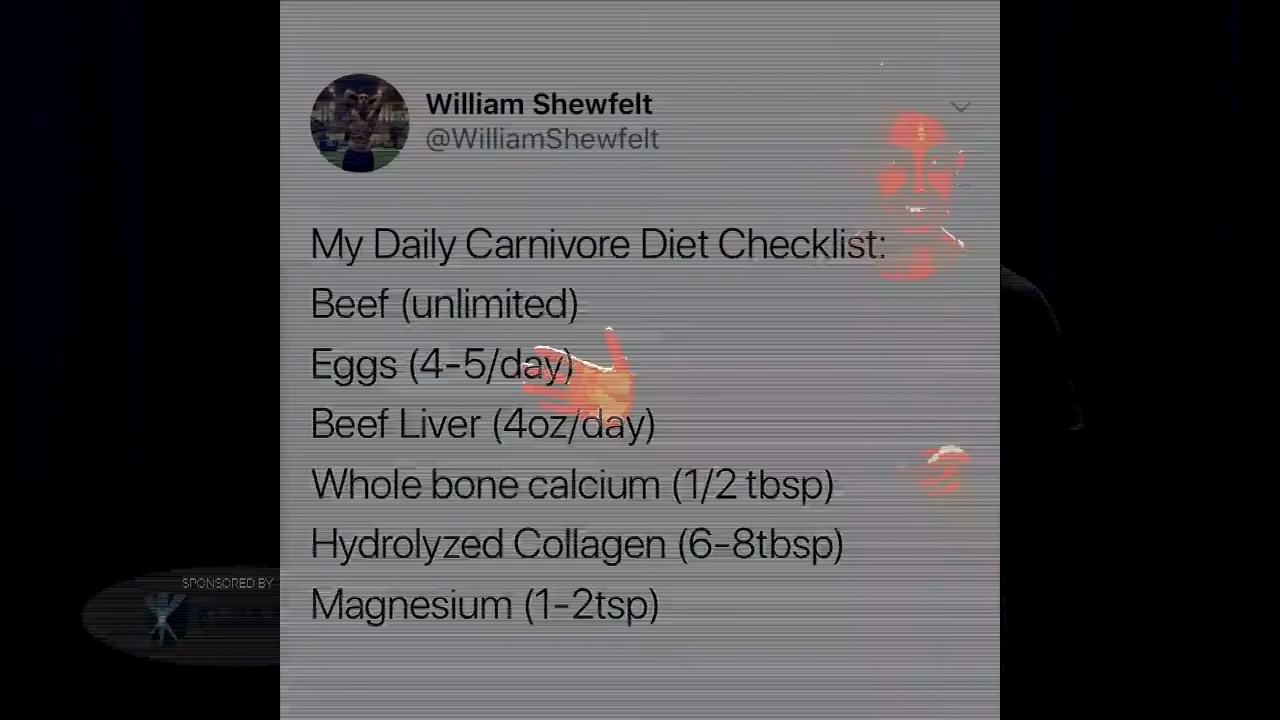 William Shewfelt
@WilliamShewfelt
My Daily Carnivore Diet Checklist:
Beef (unlimited)
Eggs (4-5/day)
Beef Liver (4oz/day)
Whole bone calcium (1/2 tbsp)
Hydrolyzed Collagen (6-8tbsp)
Magnesium (1-2tsp)
SPONSORED BY